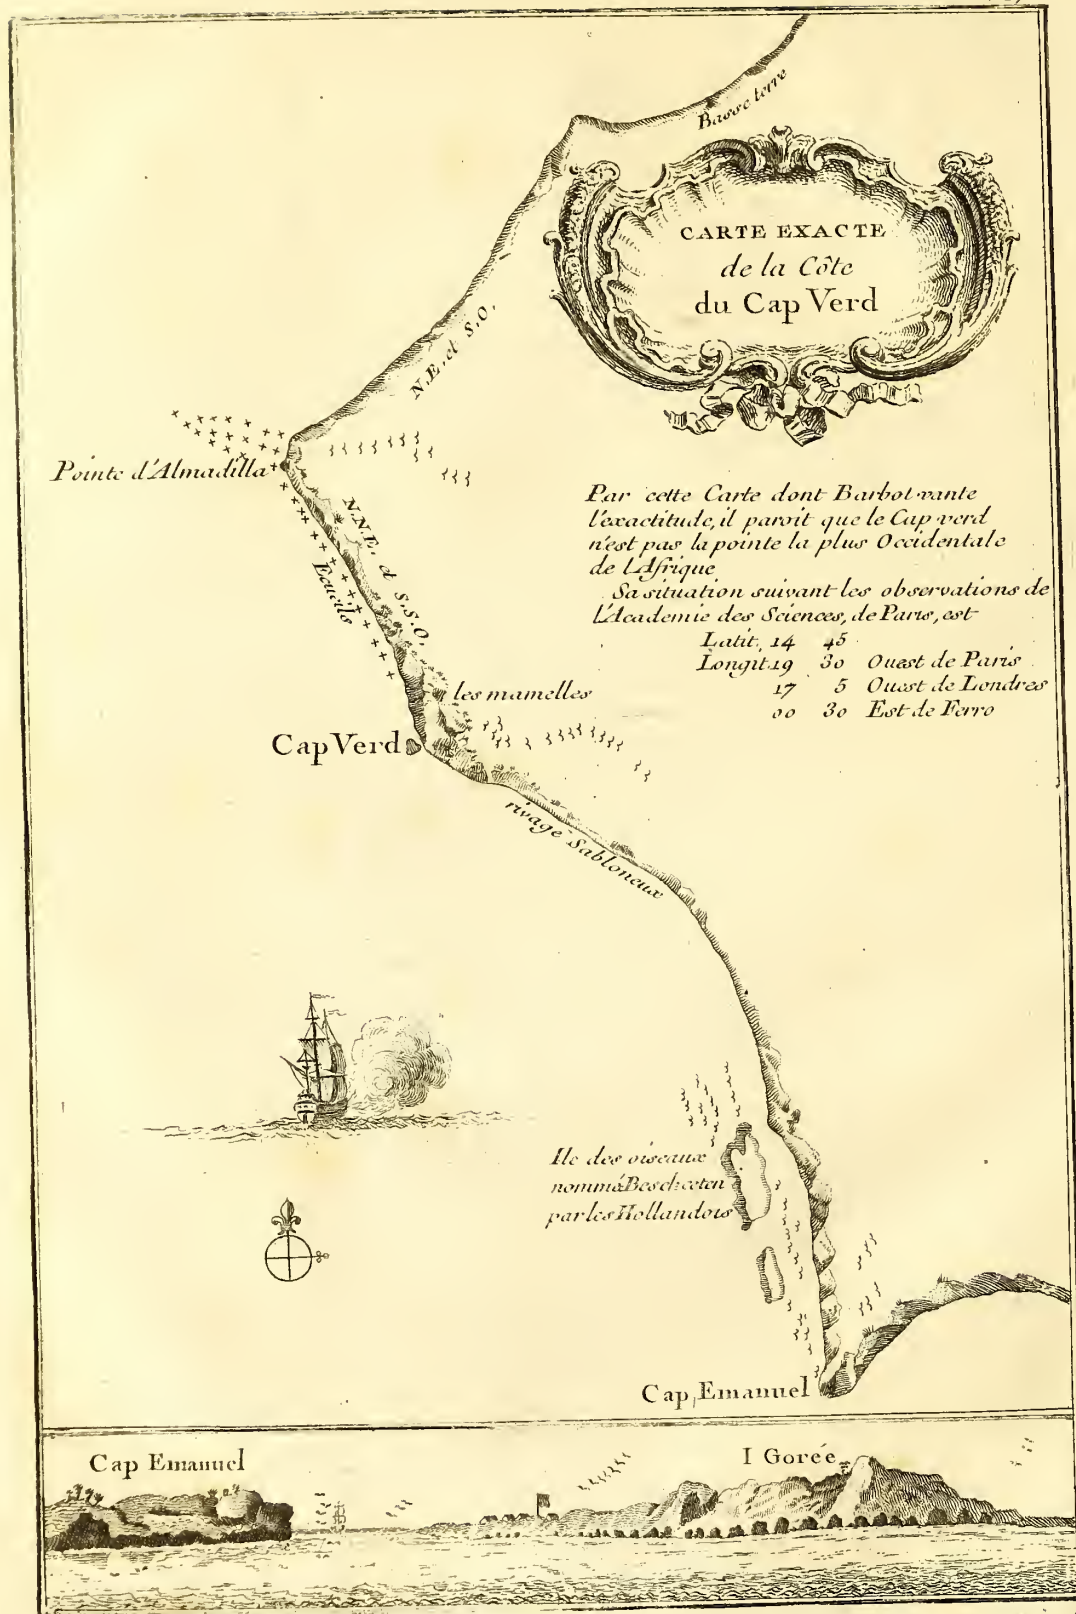 Basse terre
CARTE EXACTE
de la Côte
du Cap Verd
N.E. et S.O.
Pointe d'Almadilla
N.N.E. et S.S.O.
Ecueils
Par cette Carte dont Barbot vante
l'exactitude, il paroit que le Cap verd
n'est pas la pointe la plus Occidentale
de l'Afrique
Sa situation suivant les observations de
l'Academie des Sciences, de Paris, est
Latit. 14 45
Longit. 19 30 Ouest de Paris
17 5 Ouest de Londres
00 30 Est de Ferro
les mamelles
Cap Verd
rivage Sabloneux
Ile des oiseaux
nommé Bescheeten
par les Hollandois
Cap, Emanuel
Cap Emanuel
I Gorée